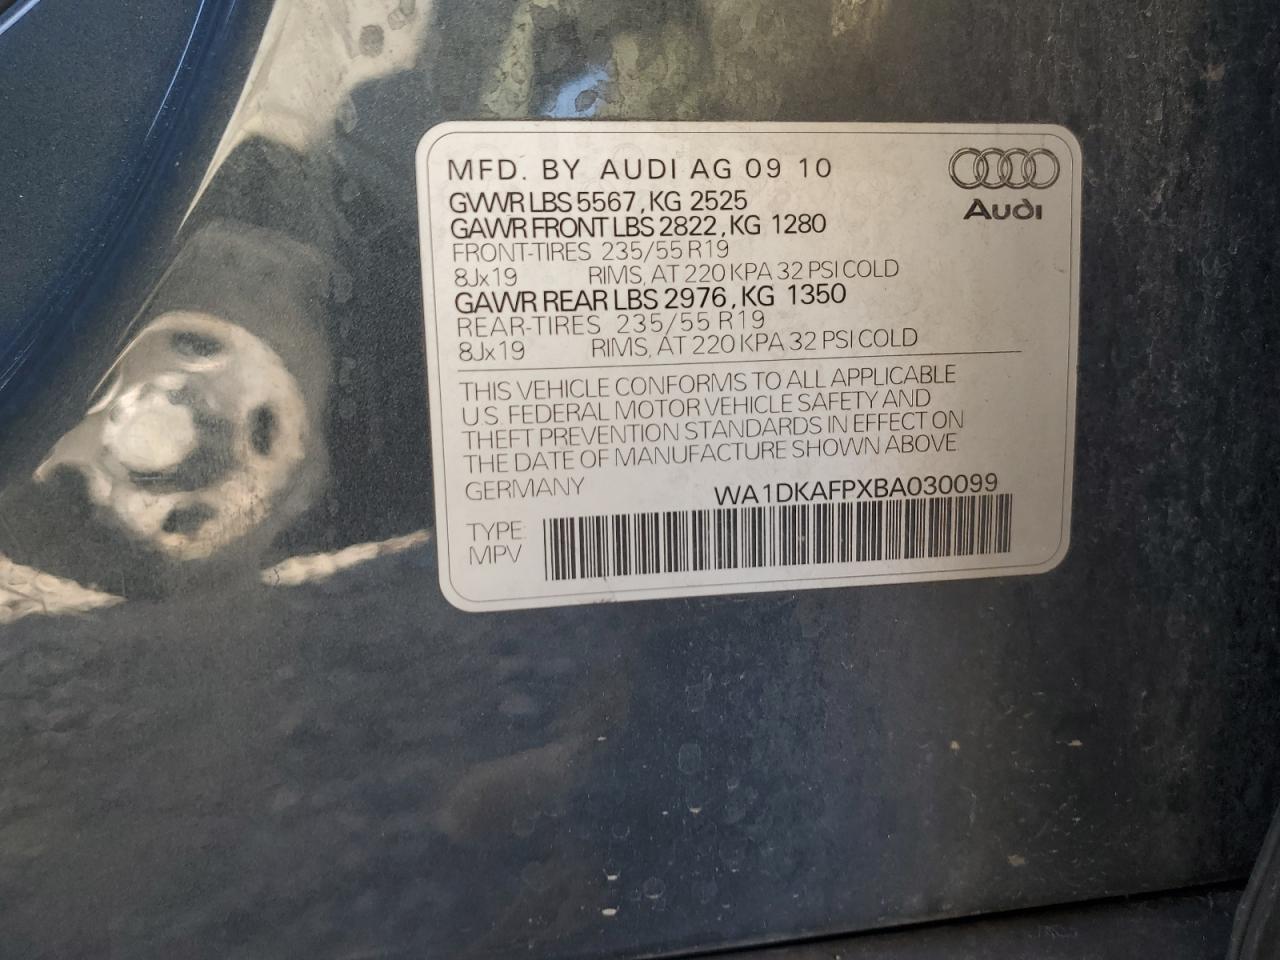 MFD. BY AUDI AG 09 10
Audi
GVWR LBS 5567, KG 2525
GAWR FRONT LBS 2822, KG 1280
FRONT-TIRES 235/55 R19
8Jx19 RIMS, AT 220 KPA 32 PSI COLD
GAWR REAR LBS 2976, KG 1350
REAR-TIRES 235/55 R19
8Jx19 RIMS, AT 220 KPA 32 PSI COLD
THIS VEHICLE CONFORMS TO ALL APPLICABLE
U.S. FEDERAL MOTOR VEHICLE SAFETY AND
THEFT PREVENTION STANDARDS IN EFFECT ON
THE DATE OF MANUFACTURE SHOWN ABOVE
GERMANY WA1DKAFPXBA030099
TYPE:
MPV